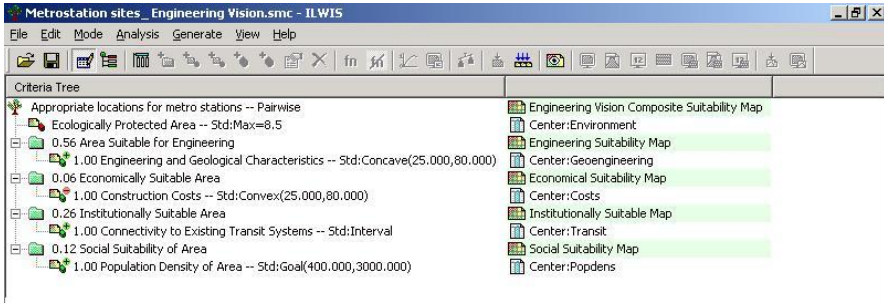 Metrostation sites_Engineering Vision.smc - ILWIS
File Edit Mode Analysis Generate View Help
Criteria Tree
Appropriate locations for metro stations -- Pairwise Engineering Vision Composite Suitability Map
Ecologically Protected Area -- Std:Max=8.5 Center:Environment
0.56 Area Suitable for Engineering Engineering Suitability Map
1.00 Engineering and Geological Characteristics -- Std:Concave(25.000,80.000) Center:Geoengineering
0.06 Economically Suitable Area Economical Suitability Map
1.00 Construction Costs -- Std:Convex(25.000,80.000) Center:Costs
0.26 Institutionally Suitable Area Institutionally Suitable Map
1.00 Connectivity to Existing Transit Systems -- Std:Interval Center:Transit
0.12 Social Suitability of Area Social Suitability Map
1.00 Population Density of Area -- Std:Goal(400.000,3000.000) Center:Popdens